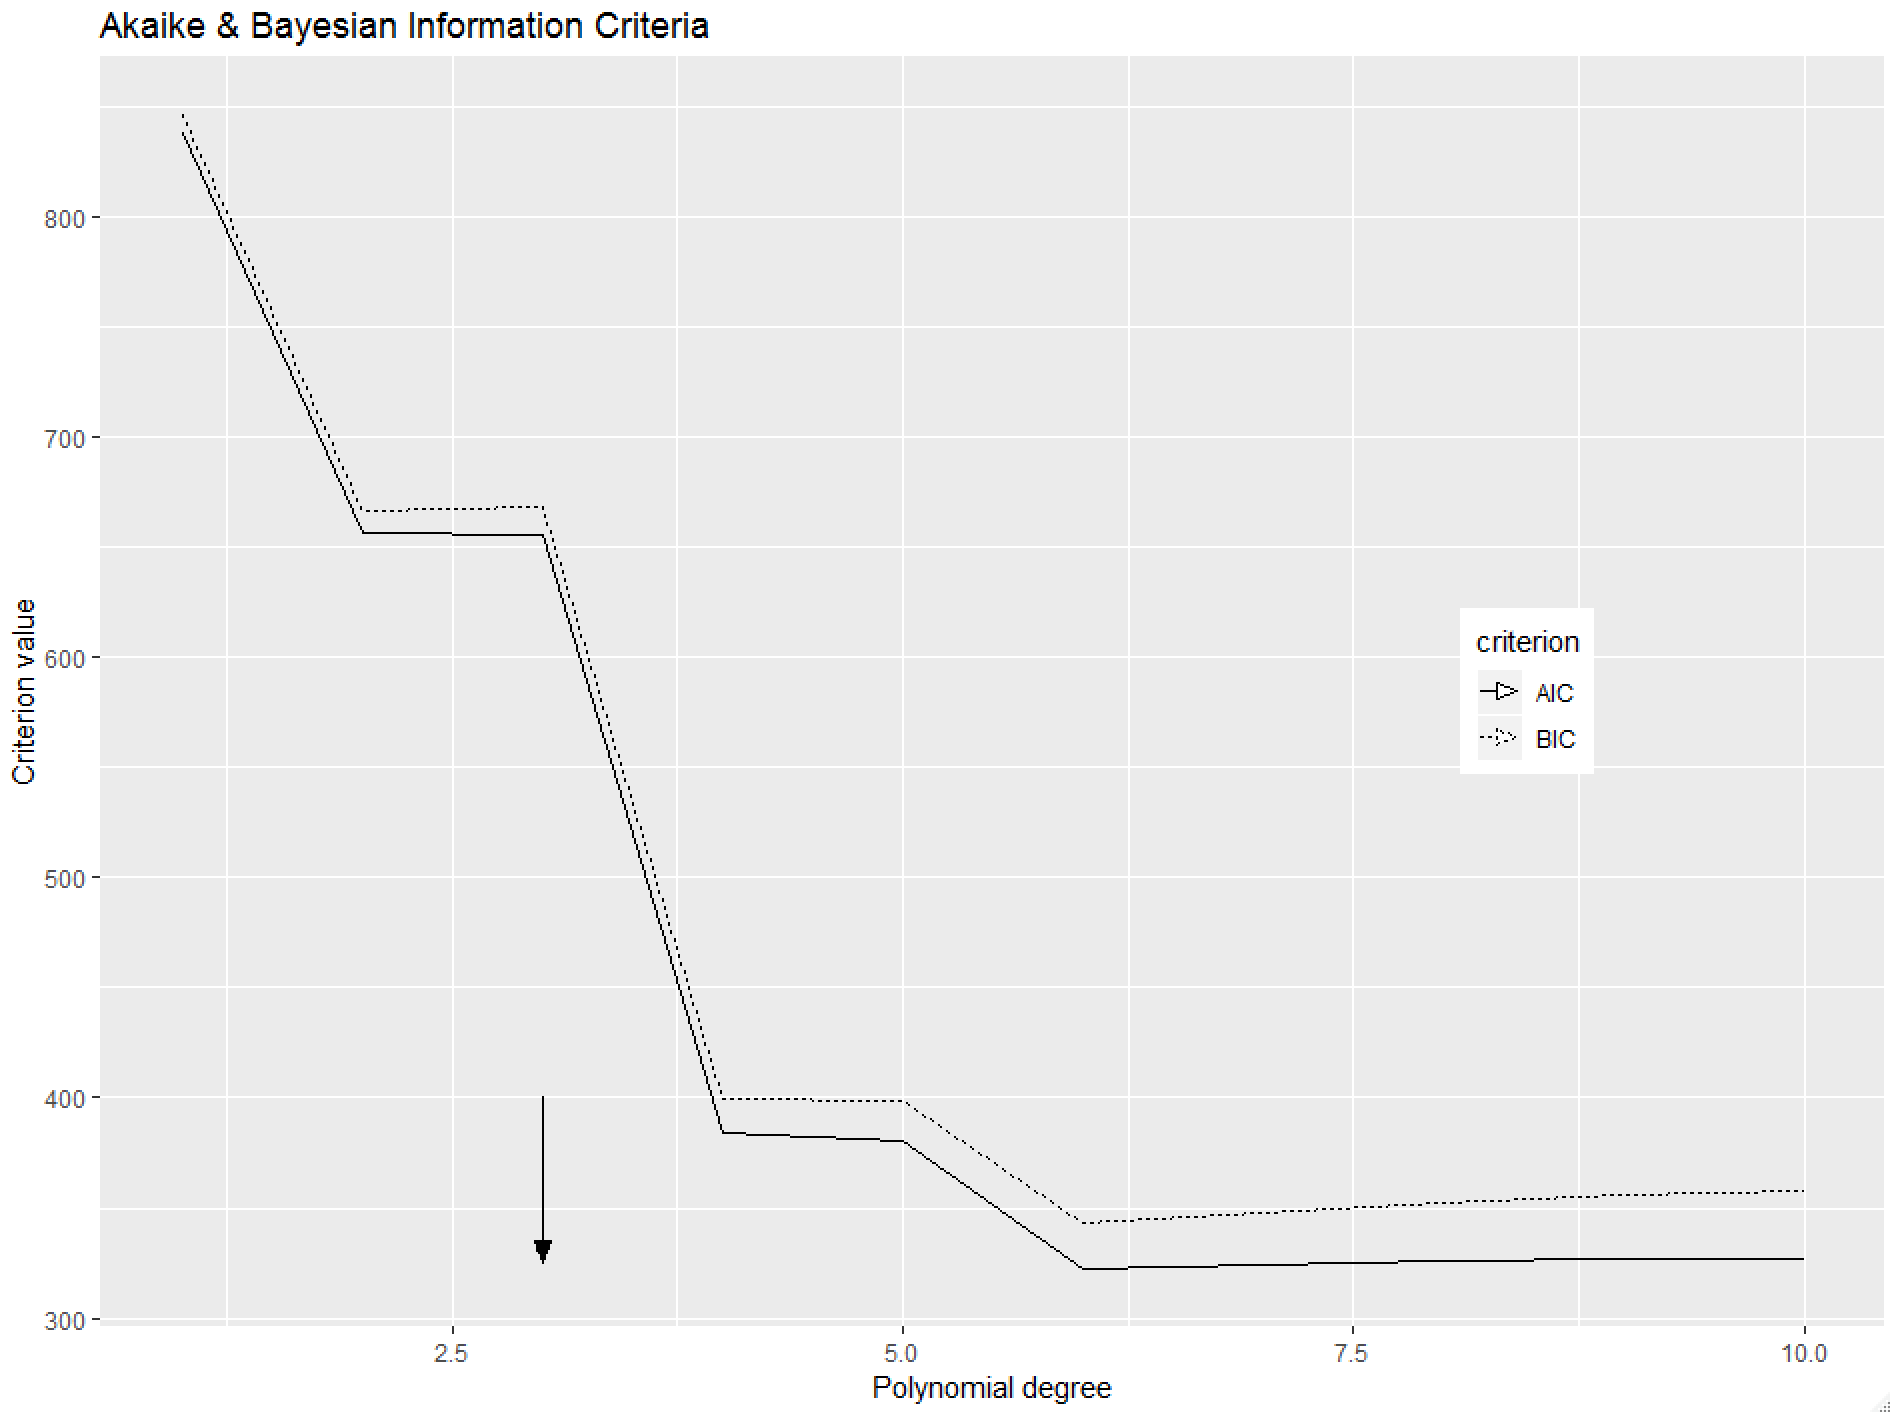 Akaike & Bayesian Information Criteria
Criterion value
800
700
600
500
400
300
criterion
AIC
BIC
2.5
5.0
7.5
10.0
Polynomial degree